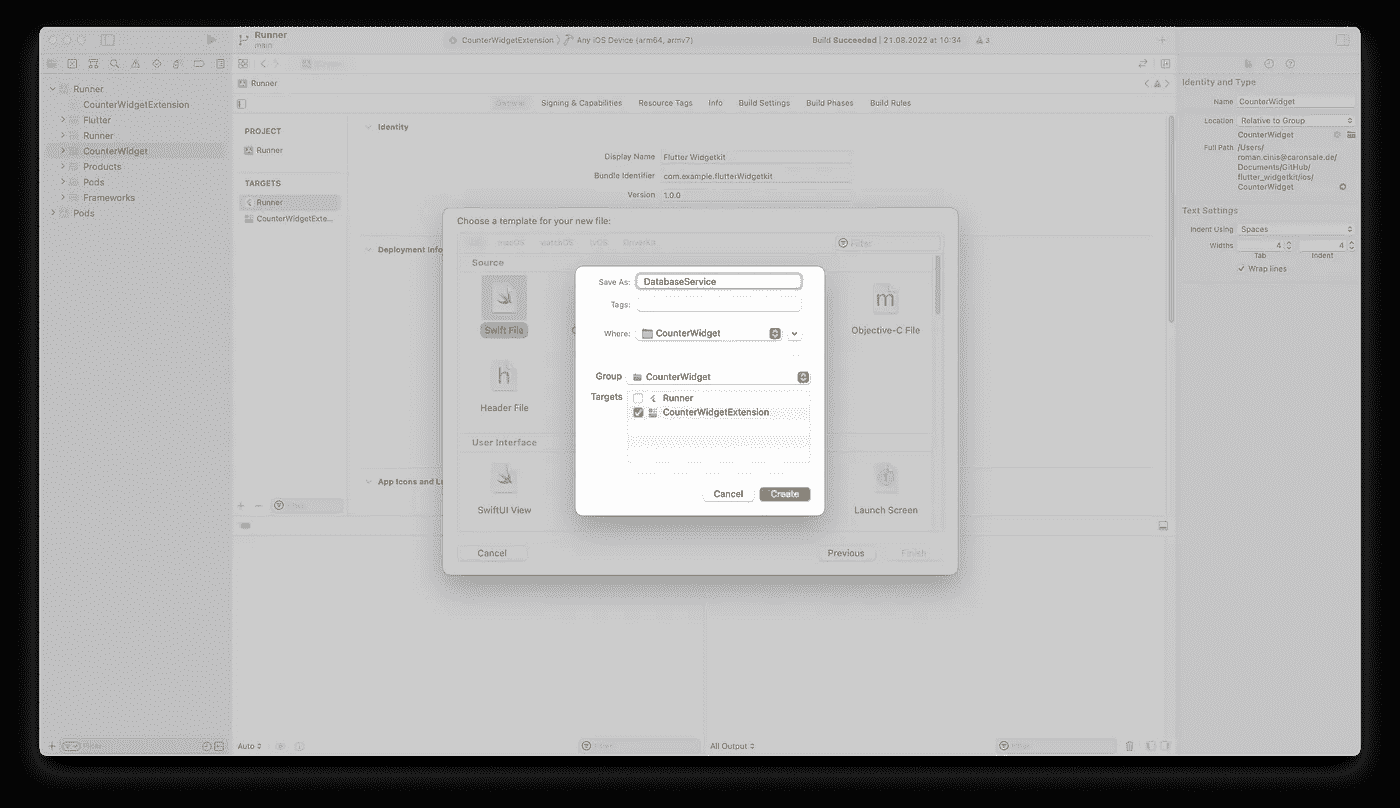 Runner
main
CounterWidgetExtension
Any iOS Device (arm64, armv7)
Build Succeeded | 21.08.2022 at 10:34
3
Runner
CounterWidgetExtension
Flutter
Runner
CounterWidget
Products
Pods
Frameworks
Pods
Filter
Runner
General
Signing & Capabilities
Resource Tags
Info
Build Settings
Build Phases
Build Rules
PROJECT
Runner
TARGETS
Runner
CounterWidgetExte...
Filter
Identity
Display Name
Flutter Widgetkit
Bundle Identifier
com.example.flutterWidgetkit
Version
1.0.0
Deployment Info
App Icons and La
Choose a template for your new file:
macOS
watchOS
tvOS
DriverKit
Filter
Source
Swift File
Objective-C File
m
h
Header File
User Interface
SwiftUI View
Launch Screen
Cancel
Previous
Finish
Save As:
DatabaseService
Tags:
Where:
CounterWidget
Group
CounterWidget
Targets
Runner
CounterWidgetExtension
Cancel
Create
Auto
Filter
All Output
Filter
Identity and Type
Name
CounterWidget
Location
Relative to Group
CounterWidget
Full Path
/Users/
roman.cinis@caronsale.de/
Documents/GitHub/
flutter_widgetkit/ios/
CounterWidget
Text Settings
Indent Using
Spaces
Widths
4
4
Tab
Indent
Wrap lines